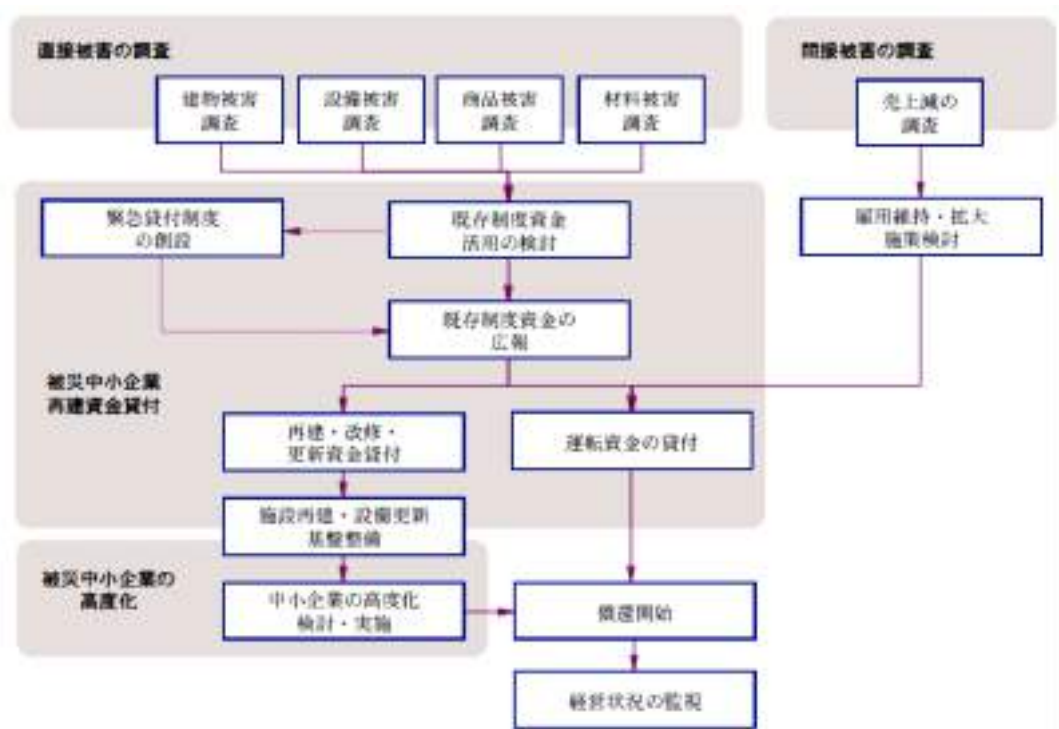 直接被害の調査
間接被害の調査
建物被害
調査
設備被害
調査
商品被害
調査
材料被害
調査
売上減の
調査
緊急貸付制度
の創設
既存制度資金
活用の検討
雇用維持・拡大
施策検討
既存制度資金の
広報
被災中小企業
再建資金貸付
再建・改修・
更新資金貸付
運転資金の貸付
施設再建・設備更新
基盤整備
被災中小企業の
高度化
中小企業の高度化
検討・実施
償還開始
経営状況の監視